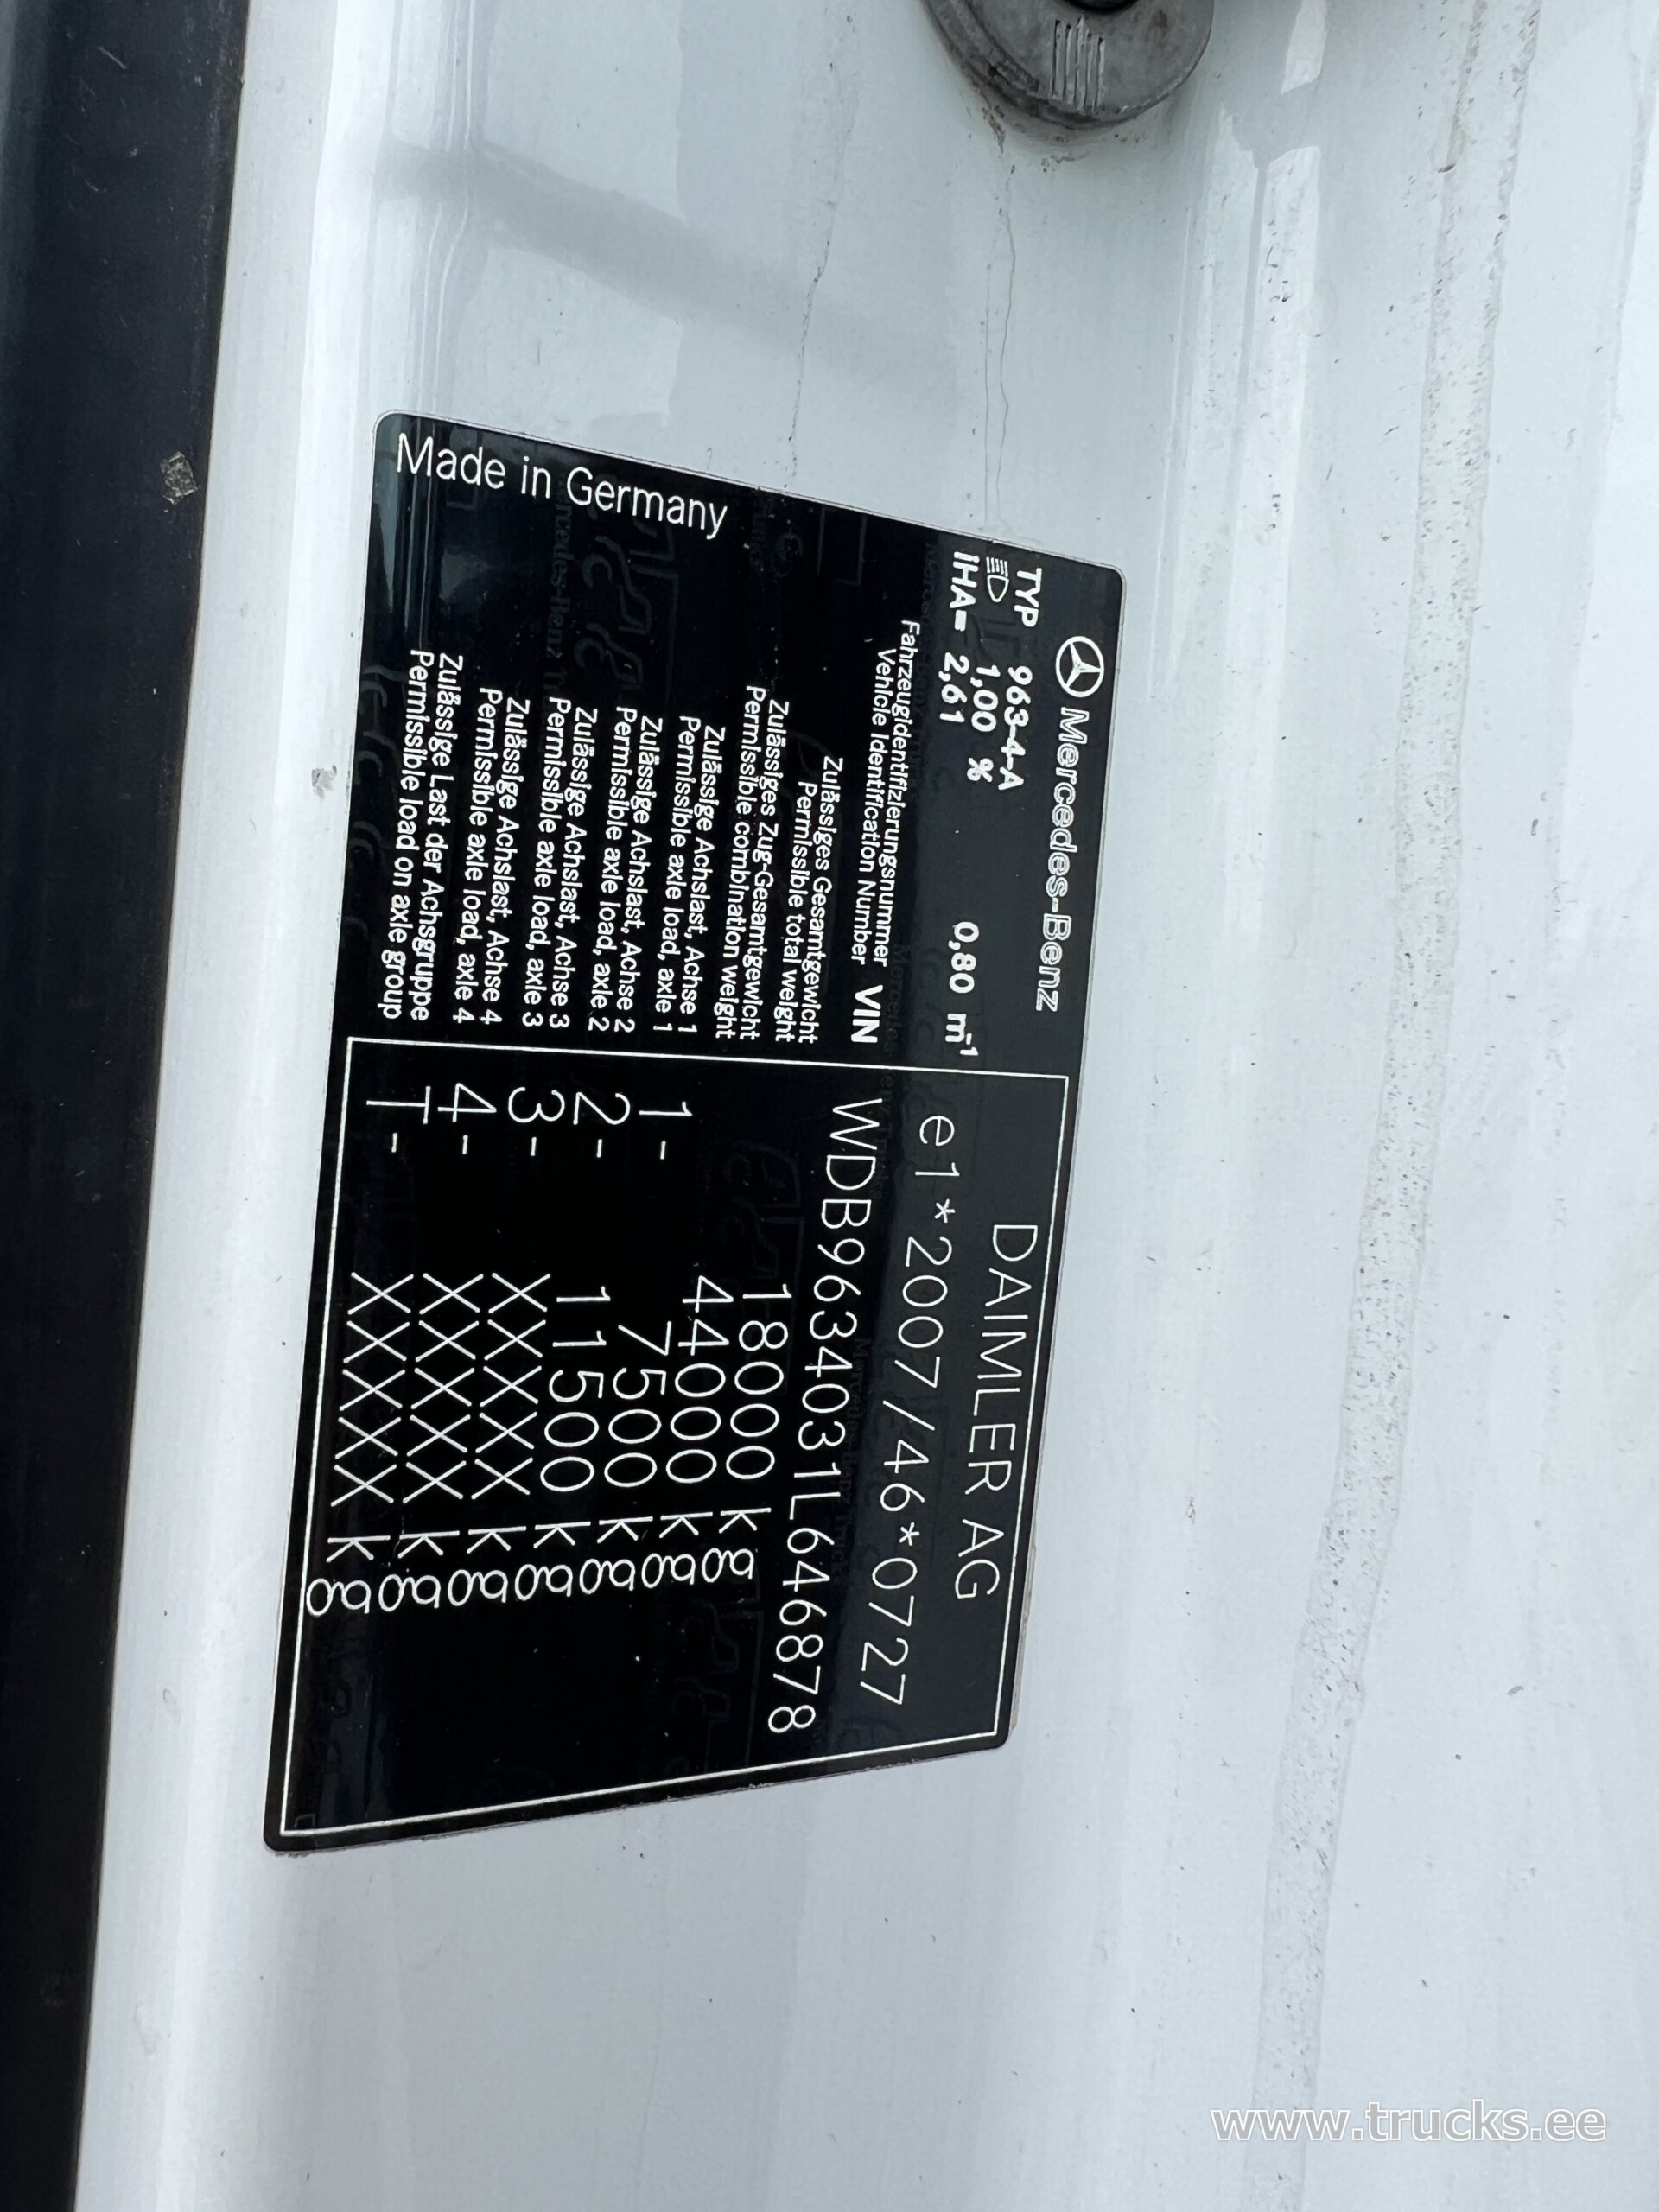 Mercedes-Benz
TYP 963-4-A
1,00 % 0,80 m-1
IHA= 2,61
DAIMLER AG
e1*2007/46*0727
Fahrzeugidentifizierungsnummer
Vehicle Identification Number VIN
WDB9634031L646878
Zulässiges Gesamtgewicht
Permissible total weight
18000 kg
Zulässiges Zug-Gesamtgewicht
Permissible combination weight
44000 kg
Zulässige Achslast, Achse 1
Permissible axle load, axle 1
1- 7500 kg
Zulässige Achslast, Achse 2
Permissible axle load, axle 2
2- 11500 kg
Zulässige Achslast, Achse 3
Permissible axle load, axle 3
3- XXXXX kg
Zulässige Achslast, Achse 4
Permissible axle load, axle 4
4- XXXXX kg
Zulässige Last der Achsgruppe
Permissible load on axle group
T- XXXXX kg
Made in Germany
www.trucks.ee